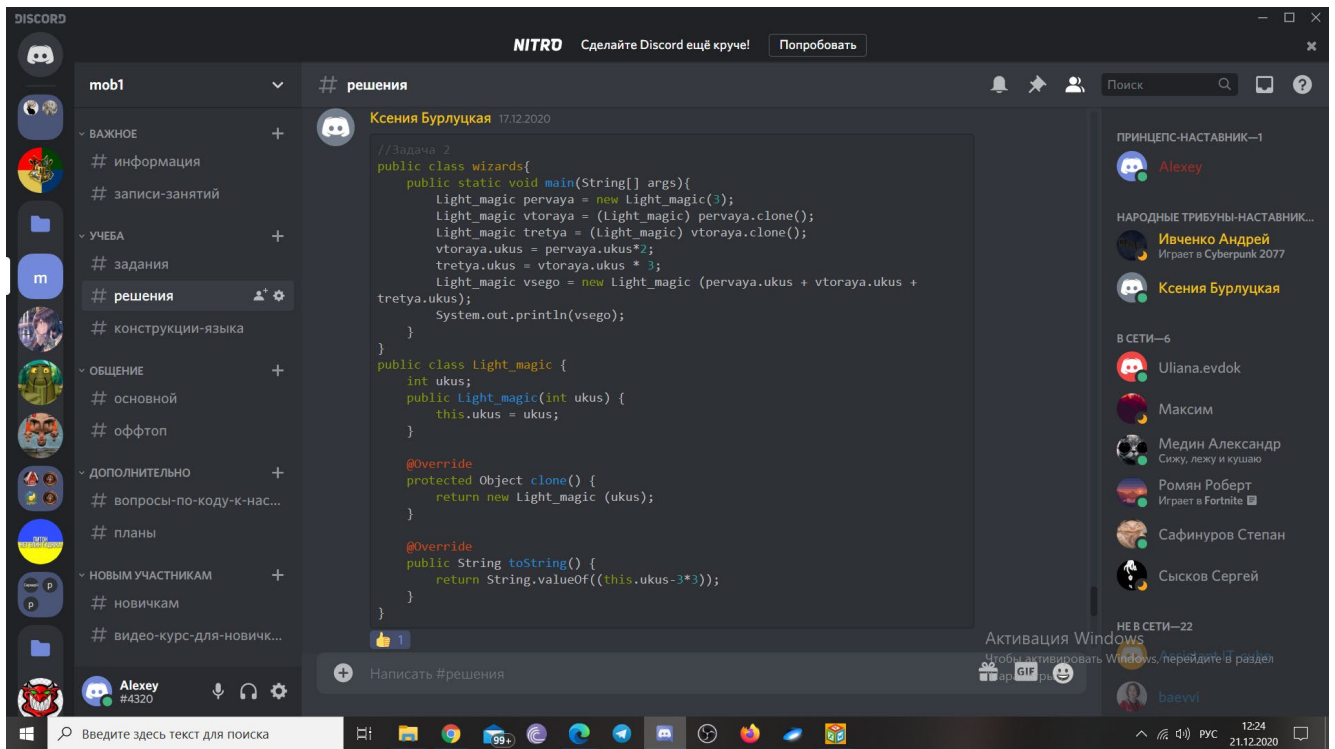 DISCORD
NITRO Сделайте Discord ещё круче! Попробовать
mob1
ВАЖНОЕ
информация
записи-занятий
УЧЕБА
задания
решения
конструкции-языка
ОБЩЕНИЕ
основной
оффтоп
ДОПОЛНИТЕЛЬНО
вопросы-по-коду-к-нас...
планы
НОВЫМ УЧАСТНИКАМ
новичкам
видео-курс-для-новичк...
Alexey
#4320
m
p
p
# решения
Поиск
Ксения Бурлуцкая 17.12.2020
//Задача 2
public class wizards{
public static void main(String[] args){
Light_magic pervaya = new Light_magic(3);
Light_magic vtoraya = (Light_magic) pervaya.clone();
Light_magic tretya = (Light_magic) vtoraya.clone();
vtoraya.ukus = pervaya.ukus*2;
tretya.ukus = vtoraya.ukus * 3;
Light_magic vsego = new Light_magic (pervaya.ukus + vtoraya.ukus +
tretya.ukus);
System.out.println(vsego);
}
}
public class Light_magic {
int ukus;
public Light_magic(int ukus) {
this.ukus = ukus;
}
@Override
protected Object clone() {
return new Light_magic (ukus);
}
@Override
public String toString() {
return String.valueOf((this.ukus-3*3));
}
}
1
Написать #решения
GIF
ПРИНЦЕПС-НАСТАВНИК—1
Alexey
НАРОДНЫЕ ТРИБУНЫ-НАСТАВНИК...
Ивченко Андрей
Играет в Cyberpunk 2077
Ксения Бурлуцкая
В СЕТИ—6
Uliana.evdok
Максим
Медин Александр
Сижу, лежу и кушаю
Ромян Роберт
Играет в Fortnite
Сафинуров Степан
Сысков Сергей
НЕ В СЕТИ—22
baevvi
Активация Windows
Чтобы активировать Windows, перейдите в раздел
Введите здесь текст для поиска
99+
РУС
12:24
21.12.2020